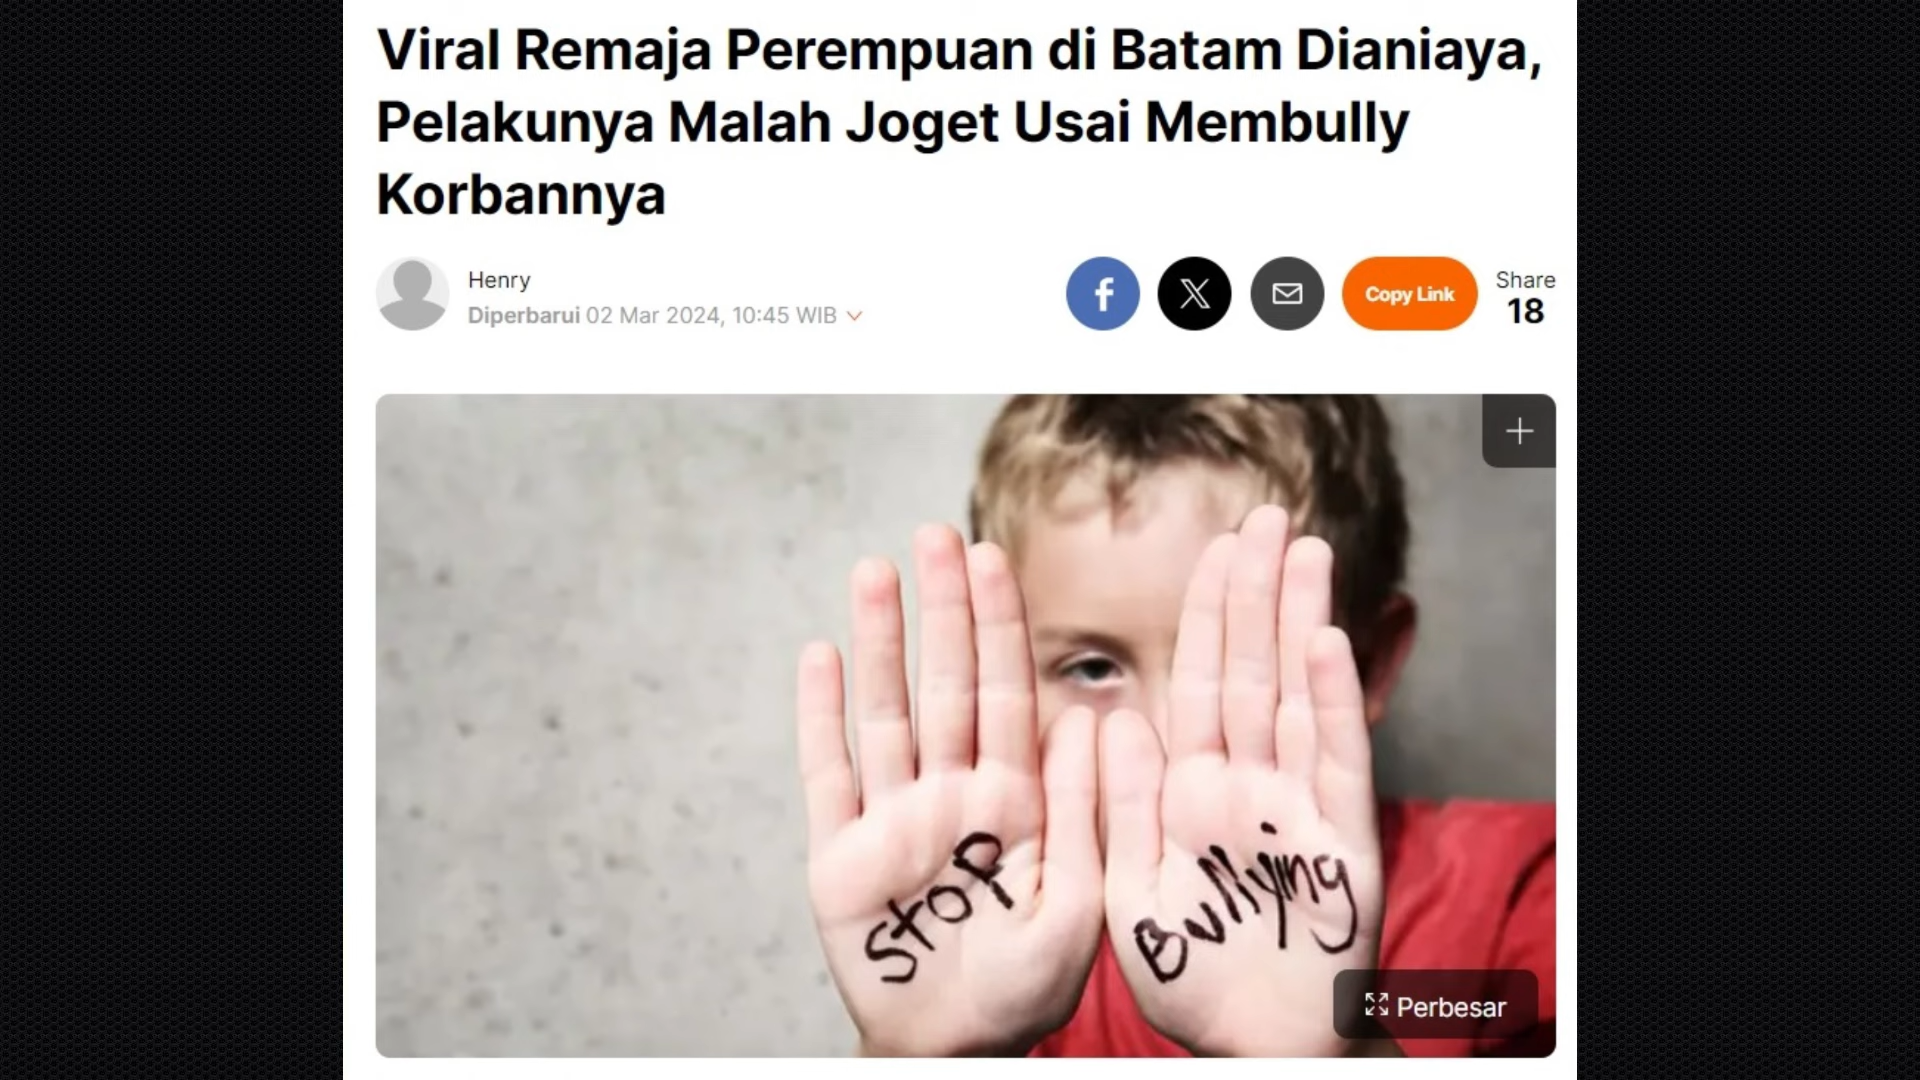 Viral Remaja Perempuan di Batam Dianiaya,
Pelakunya Malah Joget Usai Membully
Korbannya
Henry
Diperbarui 02 Mar 2024, 10:45 WIB
Copy Link
Share
18
STOP
Bullying
Perbesar